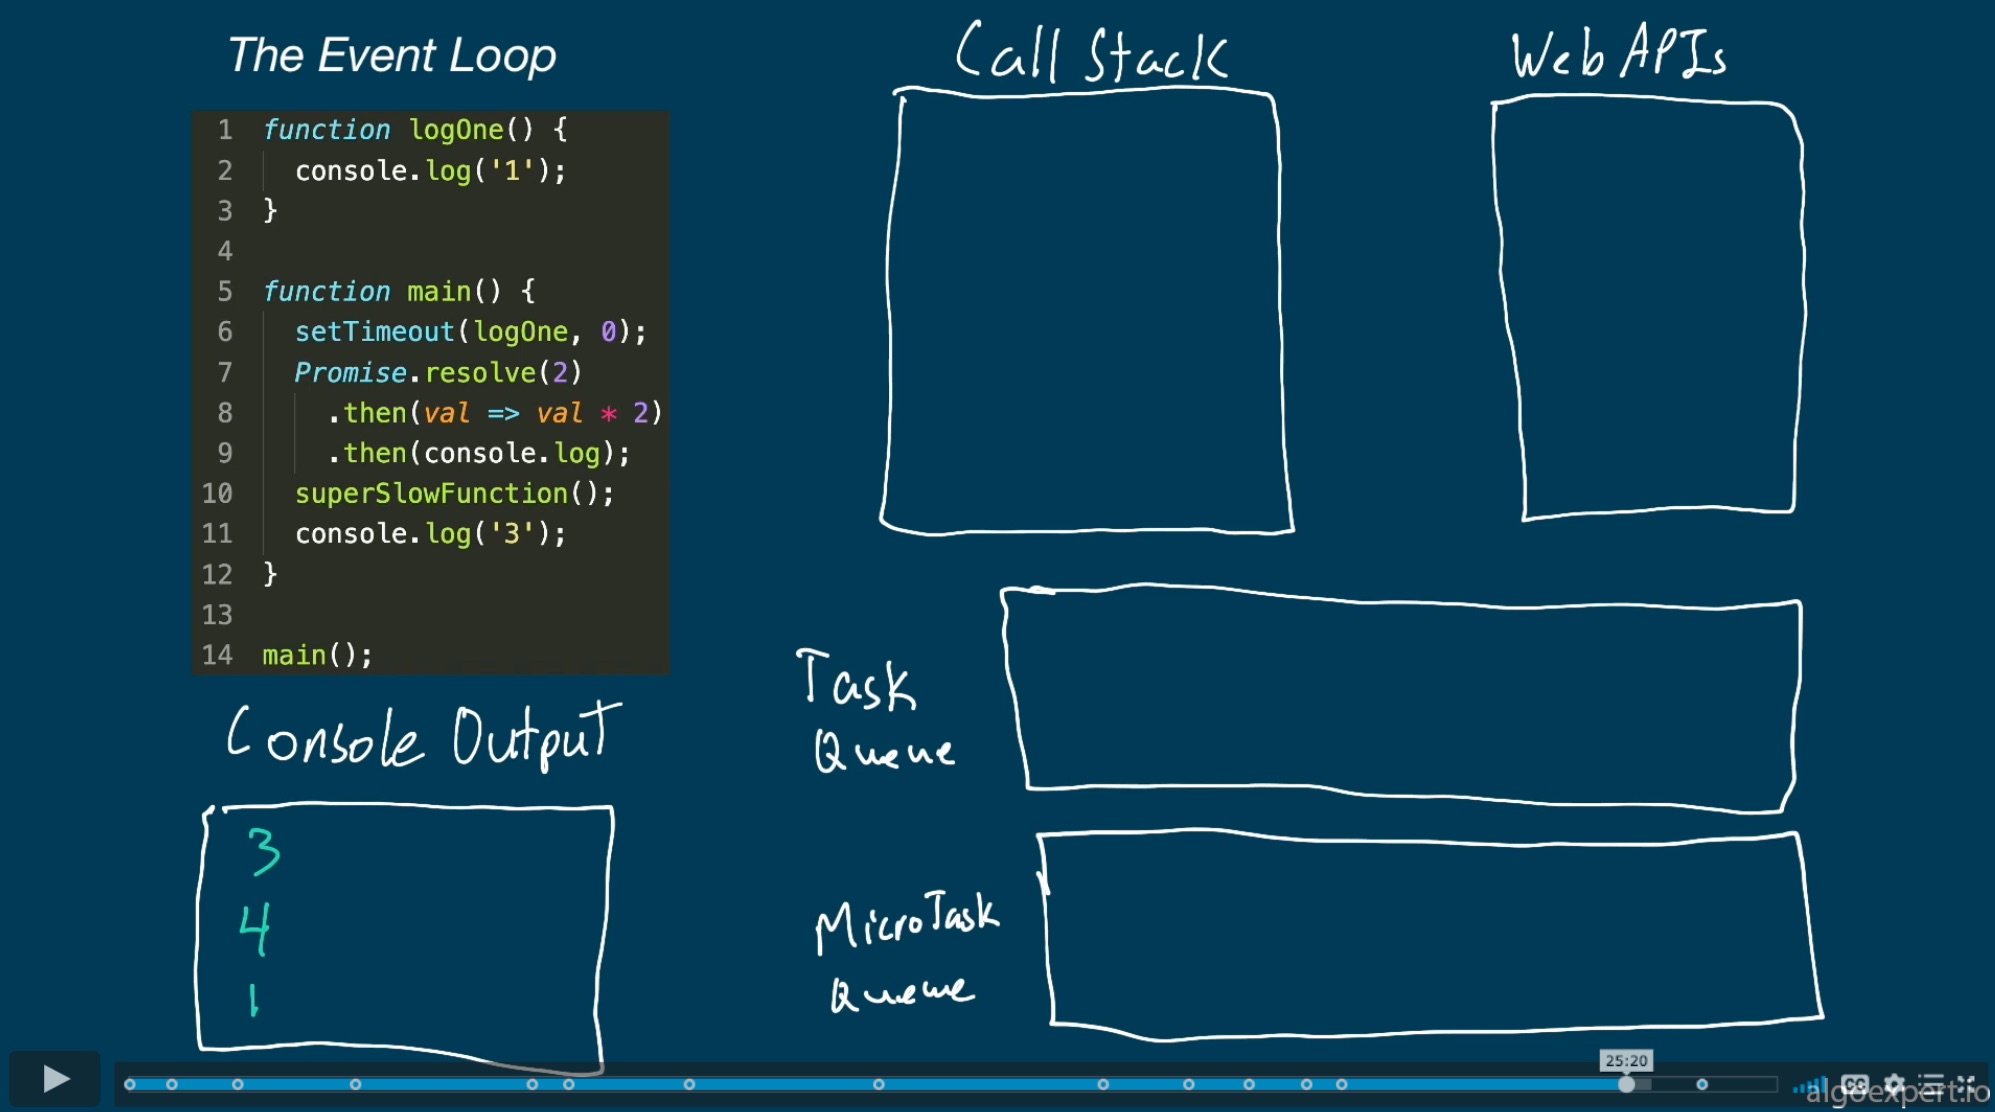 The Event Loop
1 function logOne() {
2 console.log('1');
3 }
4
5 function main() {
6 setTimeout(logOne, 0);
7 Promise.resolve(2)
8 .then(val => val * 2)
9 .then(console.log);
10 superSlowFunction();
11 console.log('3');
12 }
13
14 main();
Console Output
3
4
1
Call Stack
Web APIs
Task
Queue
MicroTask
Queue
25:20
CC
algoexpert.io